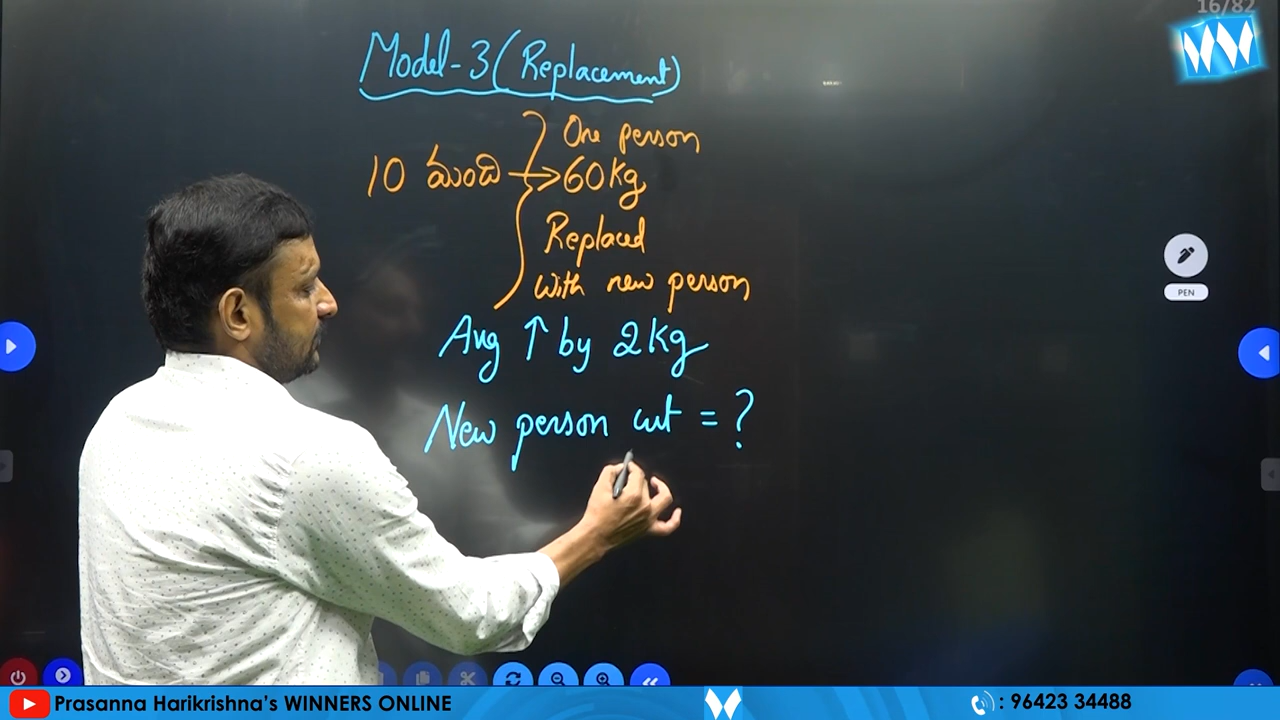 16/82
Model-3 (Replacement)
One person
10 మంది → 60kg
Replaced
with new person
Avg ↑ by 2kg
New person wt = ?
PEN
Prasanna Harikrishna's WINNERS ONLINE
: 96423 34488